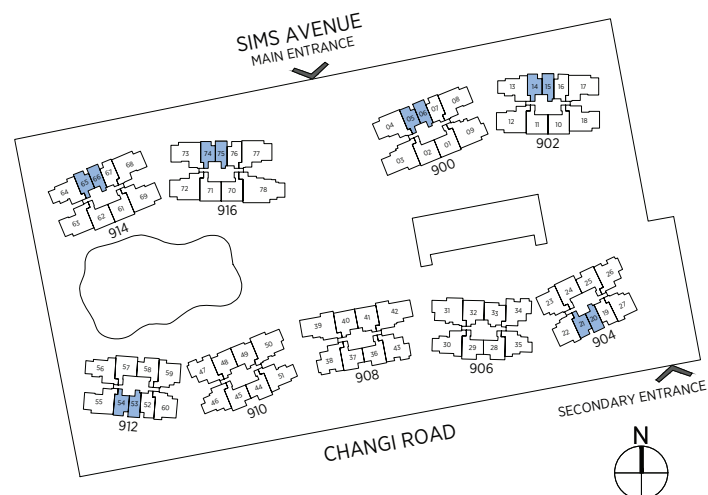 SIMS AVENUE
MAIN ENTRANCE
13 14 15 16 17
12 11 10 18
902
04 05 06 07 08
03 02 01 09
900
73 74 75 76 77
72 71 70 78
916
64 65 66 67 68
63 62 61 69
914
23 24 25 26
22 21 20 19 27
904
31 32 33 34
30 29 28 35
906
39 40 41 42
38 37 36 43
908
47 48 49 50
46 45 44 51
910
56 57 58 59
55 54 53 52 60
912
SECONDARY ENTRANCE
CHANGI ROAD
N